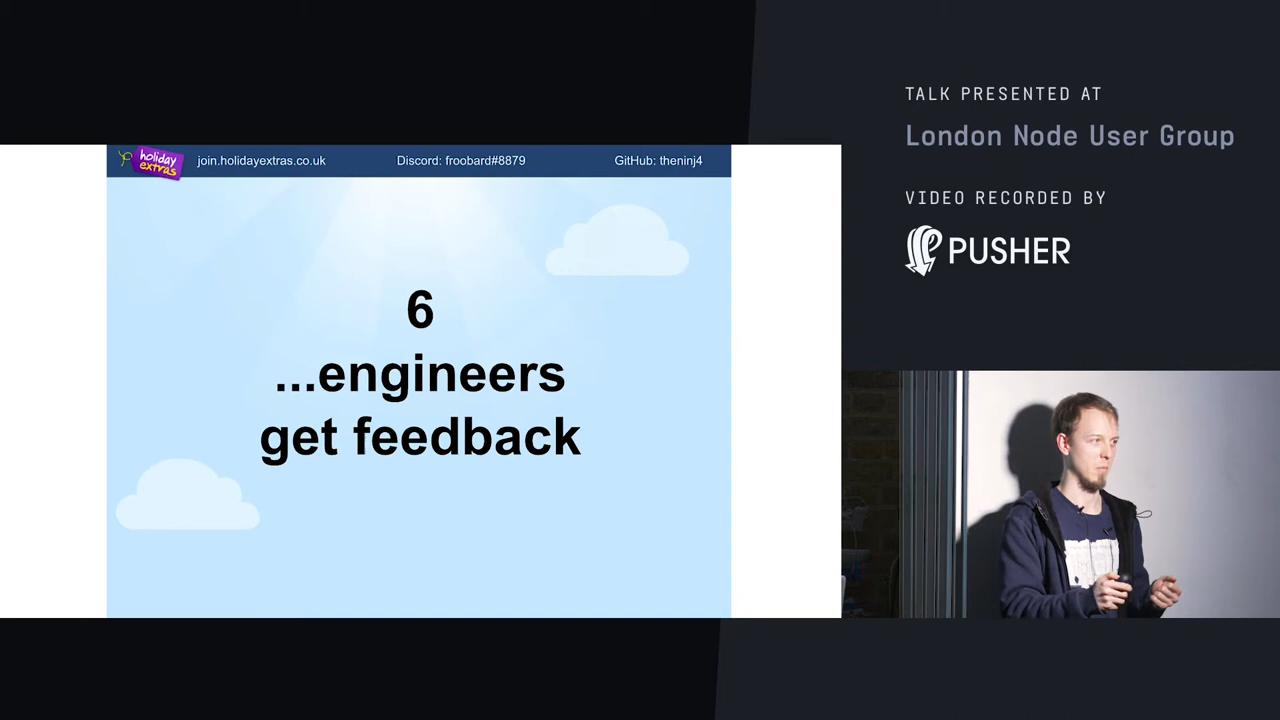 holiday
extras
join.holidayextras.co.uk
Discord: froobard#8879
GitHub: theninj4
6
...engineers
get feedback
TALK PRESENTED AT
London Node User Group
VIDEO RECORDED BY
PUSHER